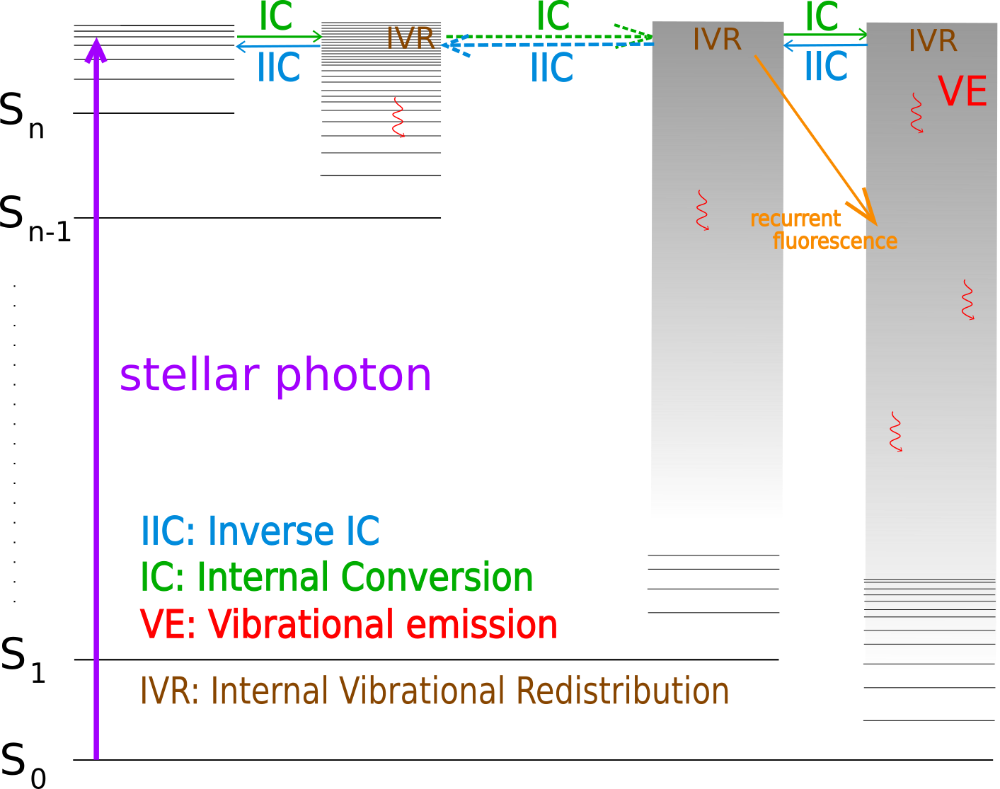 IC
IIC
IVR
IC
IIC
IVR
IC
IIC
IVR
VE
S n
S n-1
recurrent
fluorescence
stellar photon
IIC: Inverse IC
IC: Internal Conversion
VE: Vibrational emission
S 1
IVR: Internal Vibrational Redistribution
S 0